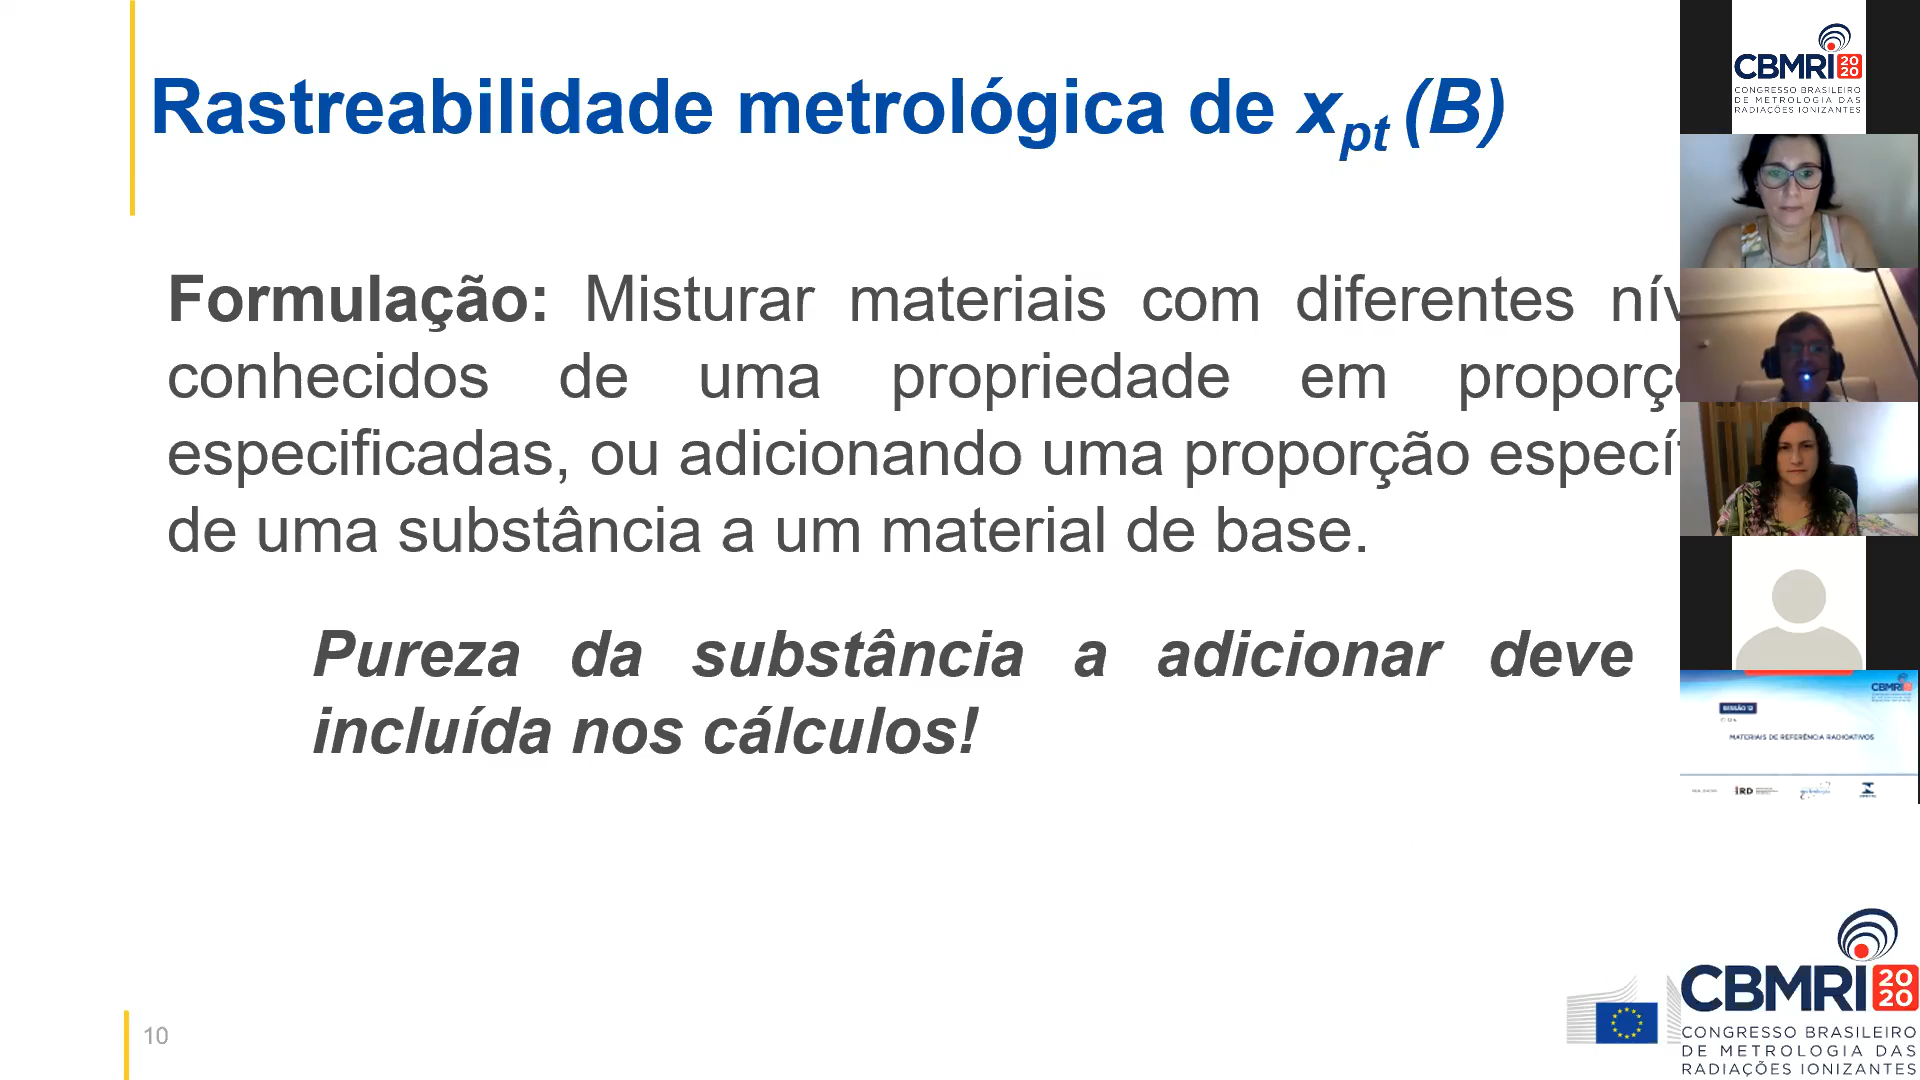 Rastreabilidade metrológica de xpt (B)
Formulação: Misturar materiais com diferentes
conhecidos de uma propriedade em
especificadas, ou adicionando uma proporção
de uma substância a um material de base.
Pureza da substância a adicionar deve
incluída nos cálculos!
10
CBMRI 2020
CONGRESSO BRASILEIRO
DE METROLOGIA DAS
RADIAÇÕES IONIZANTES
CBMRI
SESSÃO 12
MATERIAIS DE REFERÊNCIA RADIOATIVOS
IRD
CBMRI 2020
CONGRESSO BRASILEIRO
DE METROLOGIA DAS
RADIAÇÕES IONIZANTES